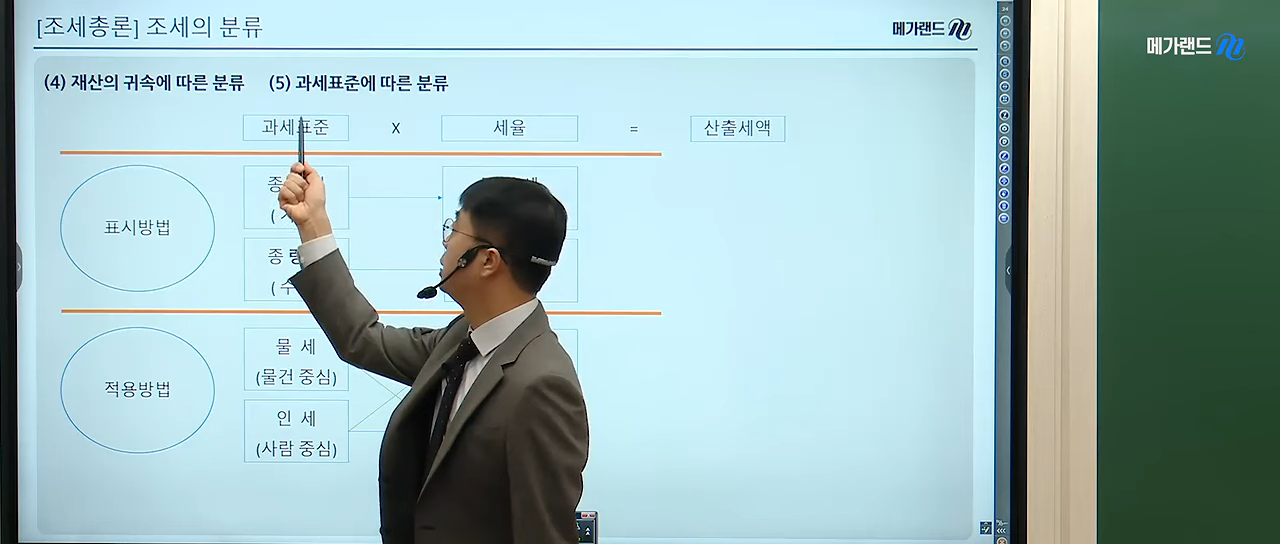 [조세총론] 조세의 분류
메가랜드
메가랜드
(4) 재산의 귀속에 따른 분류 (5) 과세표준에 따른 분류
과세표준 X 세율 = 산출세액
표시방법
종
(
종
(
적용방법
물 세
(물건 중심)
인 세
(사람 중심)